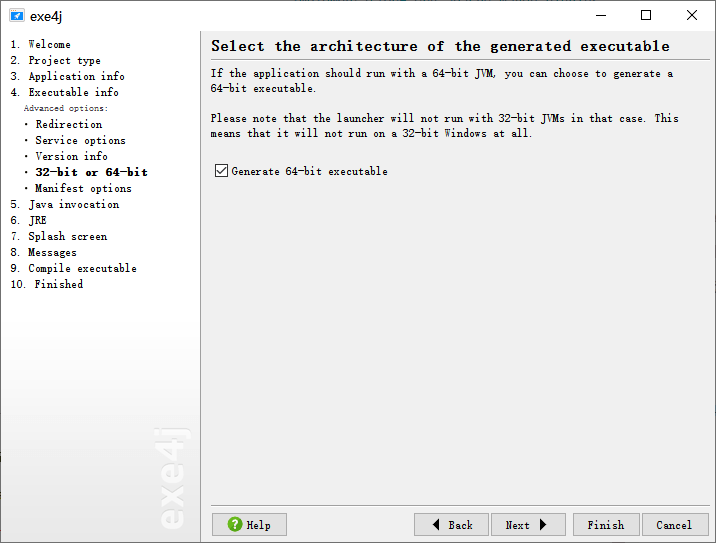 exe4j
1. Welcome
2. Project type
3. Application info
4. Executable info
Advanced options:
· Redirection
· Service options
· Version info
· 32-bit or 64-bit
· Manifest options
5. Java invocation
6. JRE
7. Splash screen
8. Messages
9. Compile executable
10. Finished
exe4j
Select the architecture of the generated executable
If the application should run with a 64-bit JVM, you can choose to generate a
64-bit executable.
Please note that the launcher will not run with 32-bit JVMs in that case. This
means that it will not run on a 32-bit Windows at all.
Generate 64-bit executable
? Help
Back
Next
Finish
Cancel